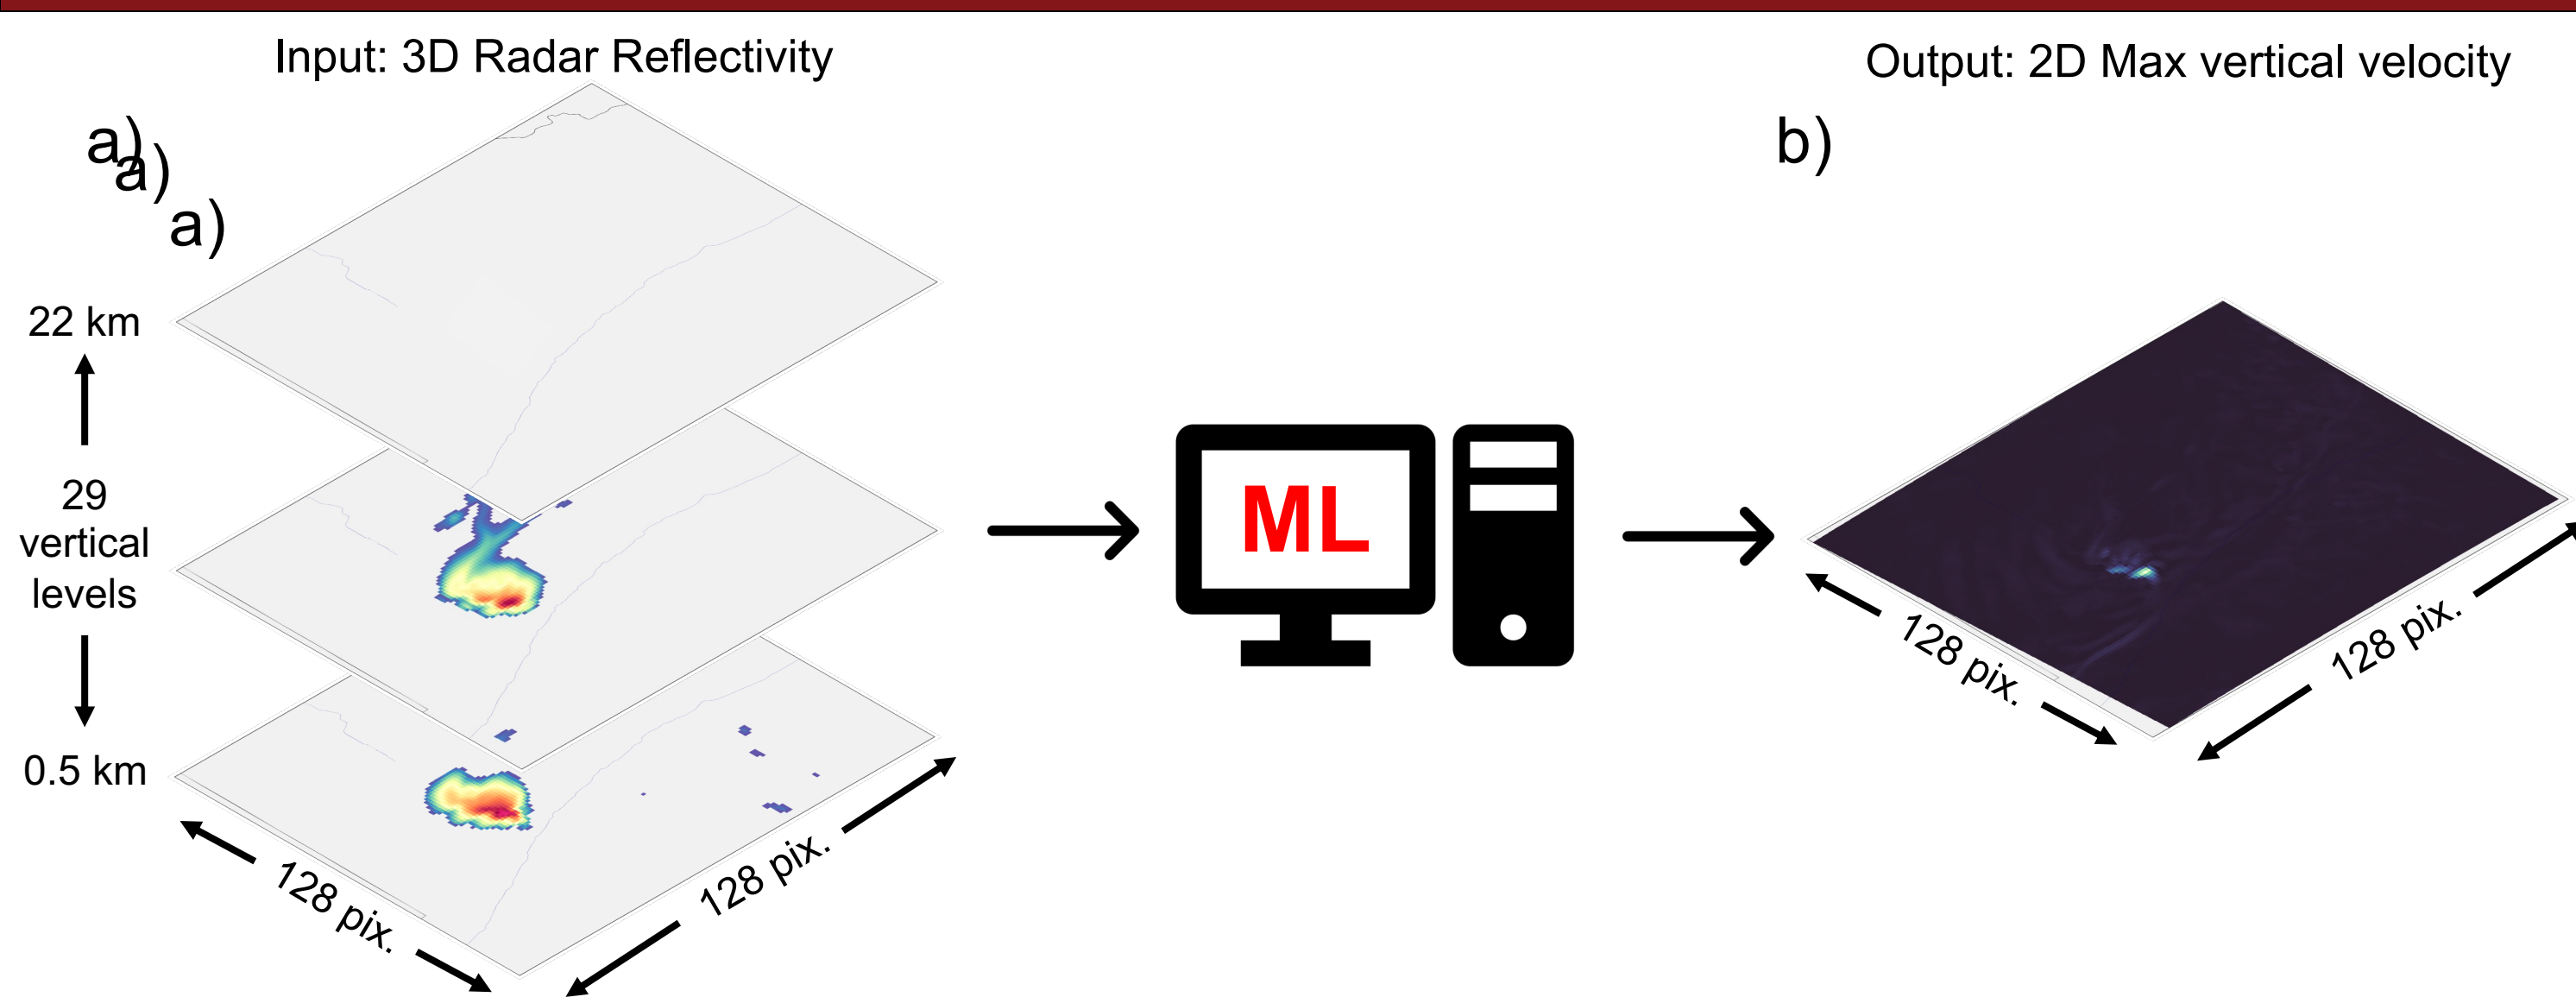 Input: 3D Radar Reflectivity
Output: 2D Max vertical velocity
a)
a)
a)
b)
22 km
29
vertical
levels
0.5 km
128 pix.
128 pix.
ML
128 pix.
128 pix.